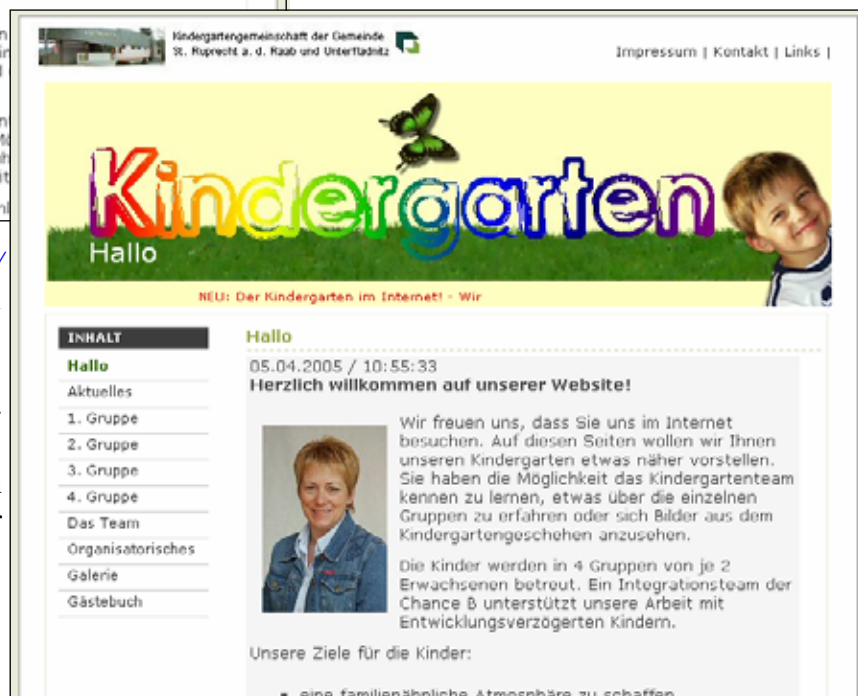 Kindergartengemeinschaft der Gemeinde
St. Ruprecht a. d. Raab und Unterfladnitz
Impressum | Kontakt | Links |
Kindergarten
Hallo
NEU: Der Kindergarten im Internet! - Wir
INHALT
Hallo
Aktuelles
1. Gruppe
2. Gruppe
3. Gruppe
4. Gruppe
Das Team
Organisatorisches
Galerie
Gästebuch
Hallo
05.04.2005 / 10:55:33
Herzlich willkommen auf unserer Website!
Wir freuen uns, dass Sie uns im Internet
besuchen. Auf diesen Seiten wollen wir Ihnen
unseren Kindergarten etwas näher vorstellen.
Sie haben die Möglichkeit das Kindergartenteam
kennen zu lernen, etwas über die einzelnen
Gruppen zu erfahren oder sich Bilder aus dem
Kindergartengeschehen anzusehen.
Die Kinder werden in 4 Gruppen von je 2
Erwachsenen betreut. Ein Integrationsteam der
Chance B unterstützt unsere Arbeit mit
Entwicklungsverzögerten Kindern.
Unsere Ziele für die Kinder:
• eine familienähnliche Atmosphäre zu schaffen